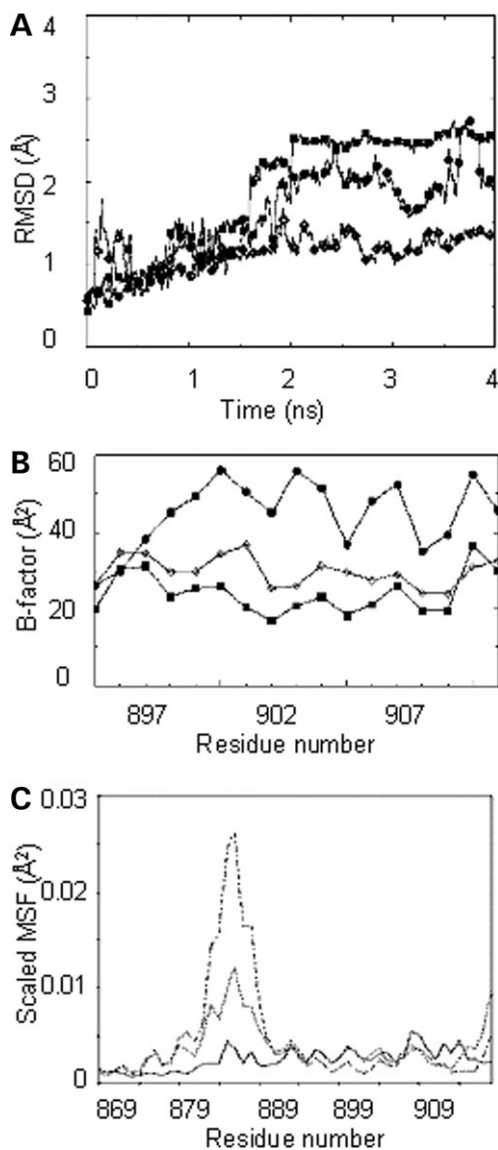 A
4
3
2
1
0
RMSD (Å)
0 1 2 3 4
Time (ns)
B
60
40
20
0
B-factor (Å²)
897 902 907
Residue number
C
0.03
0.02
0.01
0
Scaled MSF (Å²)
869 879 889 899 909
Residue number